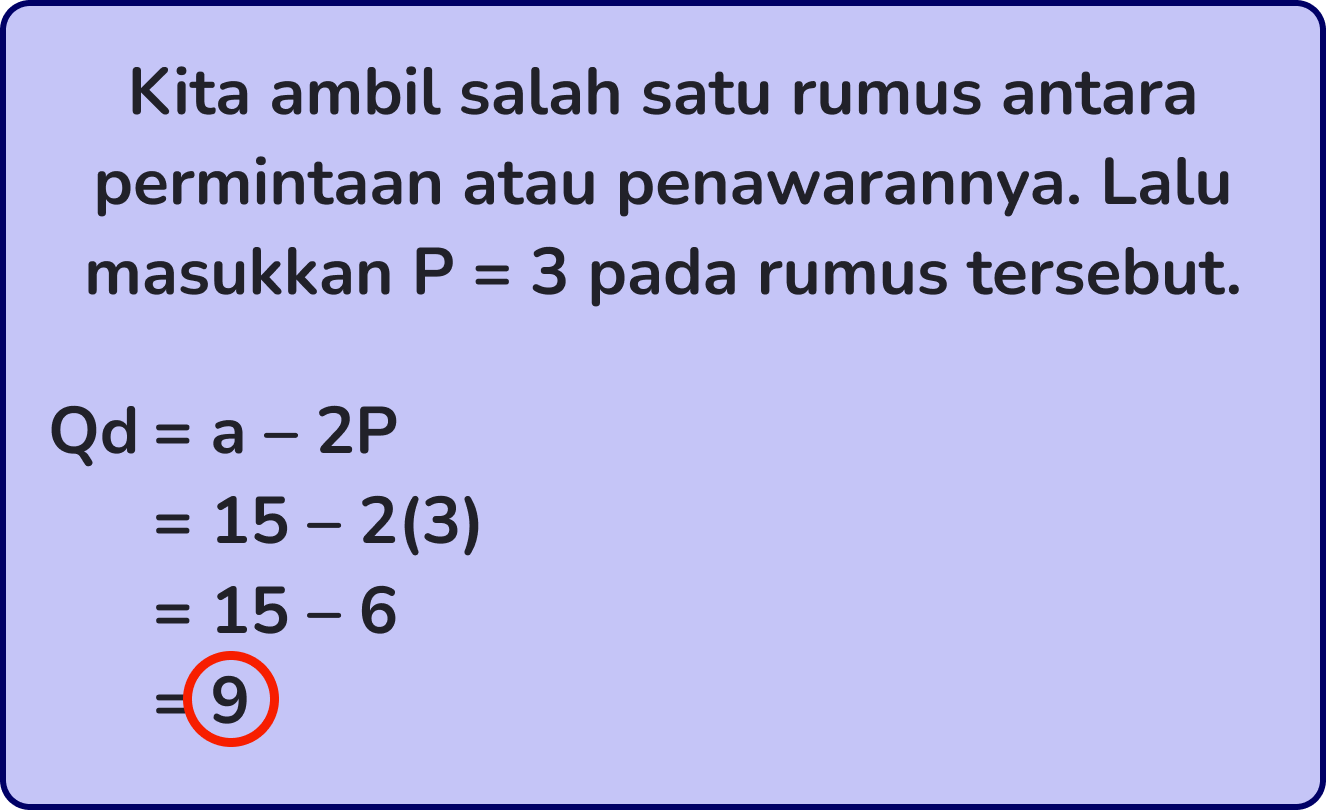 Kita ambil salah satu rumus antara
permintaan atau penawarannya. Lalu
masukkan P = 3 pada rumus tersebut.
Qd = a – 2P
= 15 – 2(3)
= 15 – 6
= 9